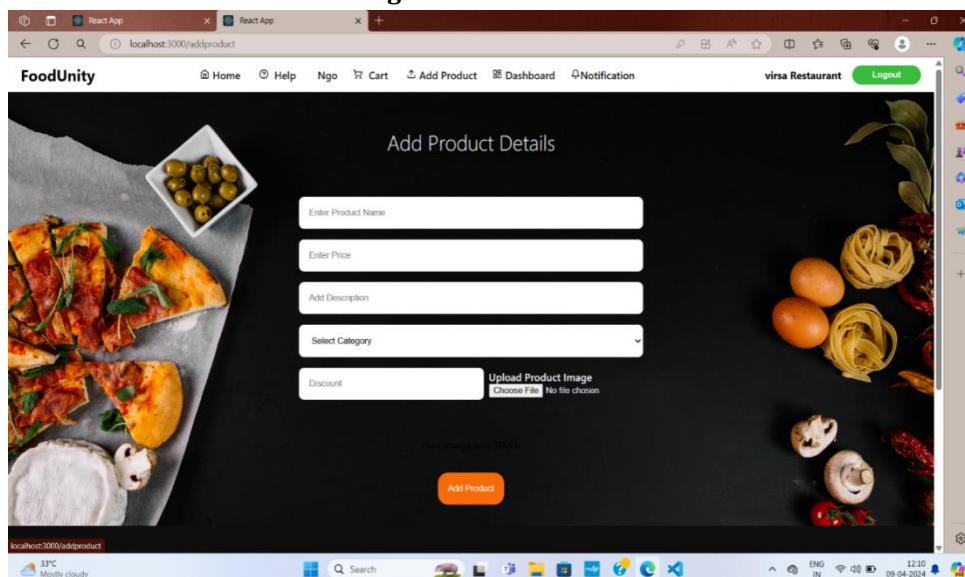 React App
React App
localhost:3000/addproduct
FoodUnity
Home
Help
Ngo
Cart
Add Product
Dashboard
Notification
virsa Restaurant
Logout
Add Product Details
Enter Product Name
Enter Price
Add Description
Select Category
Discount
Upload Product Image
Choose File No file chosen
Add Product
localhost:3000/addproduct
33°C
Mostly cloudy
Search
ENG
IN
12:10
09-04-2024